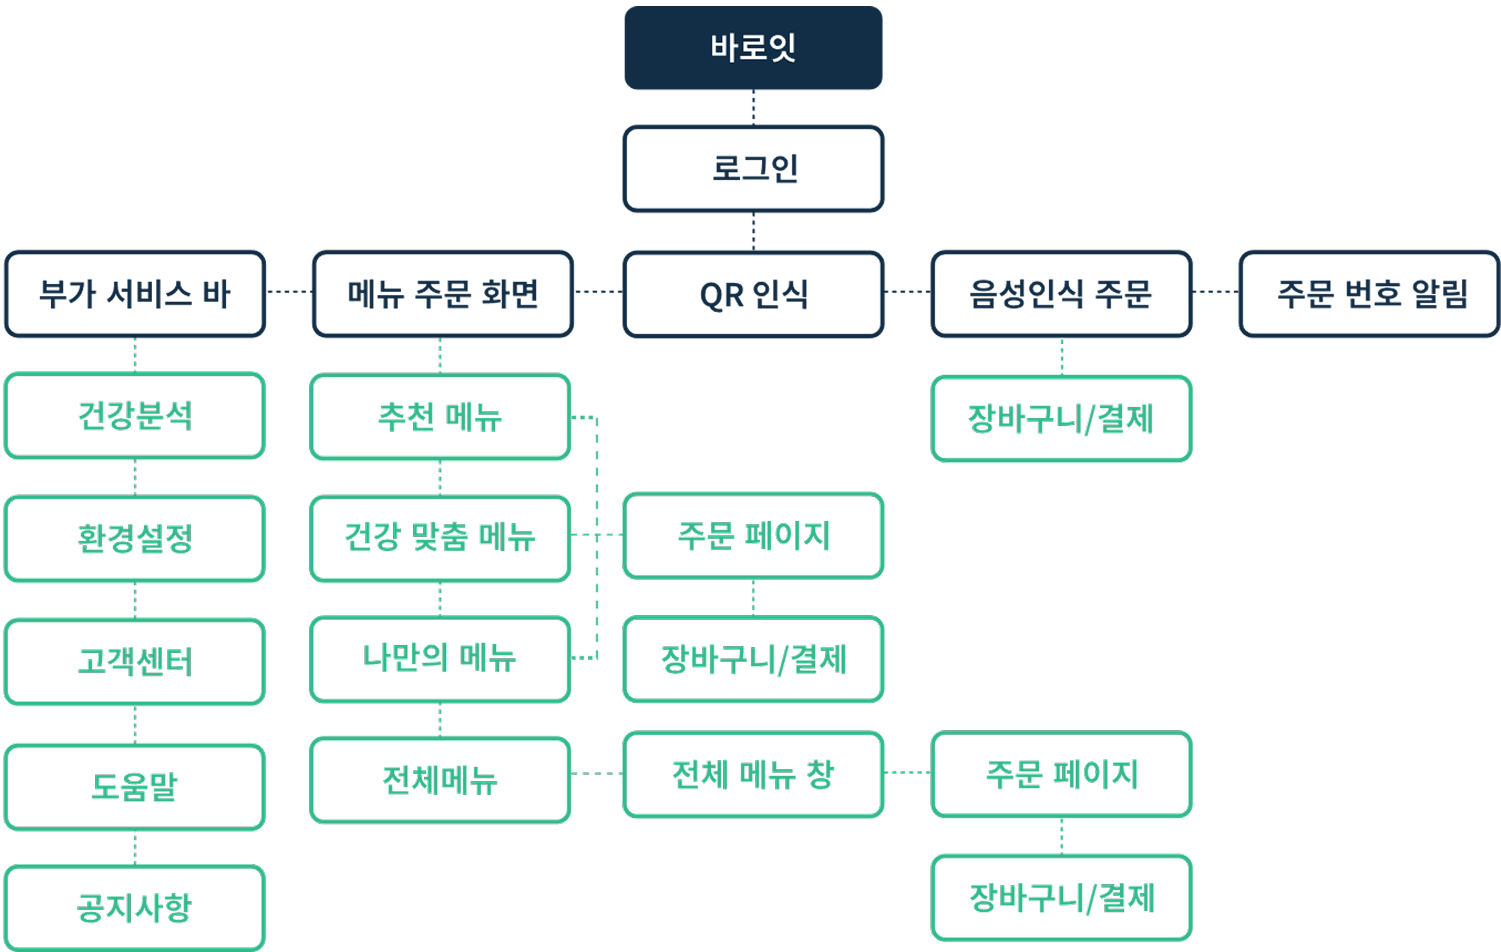 바로잇
로그인
부가 서비스 바
메뉴 주문 화면
QR 인식
음성인식 주문
주문 번호 알림
건강분석
추천 메뉴
장바구니/결제
환경설정
건강 맞춤 메뉴
주문 페이지
고객센터
나만의 메뉴
장바구니/결제
도움말
전체메뉴
전체 메뉴 창
주문 페이지
공지사항
장바구니/결제